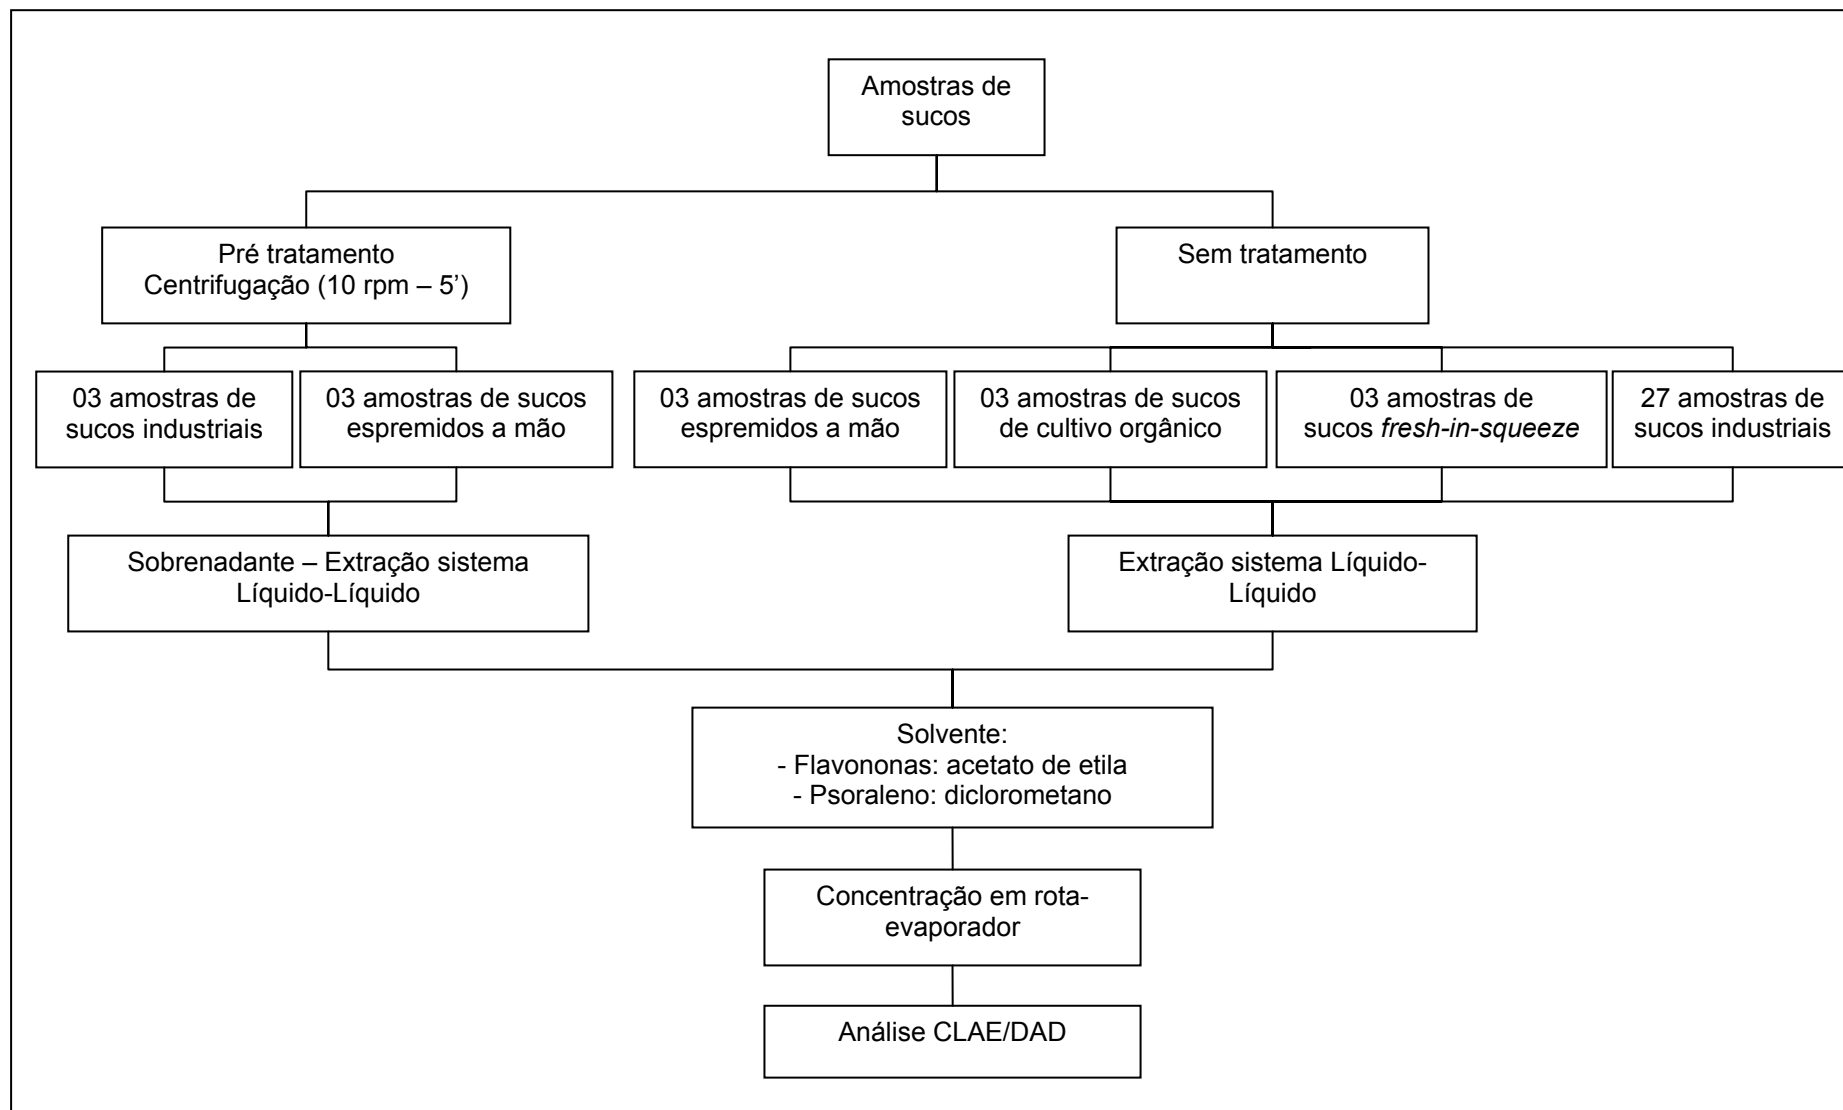 Amostras de
sucos
Pré tratamento
Centrifugação (10 rpm – 5’)
Sem tratamento
03 amostras de
sucos industriais
03 amostras de sucos
espremidos a mão
03 amostras de sucos
espremidos a mão
03 amostras de sucos
de cultivo orgânico
03 amostras de
sucos fresh-in-squeeze
27 amostras de
sucos industriais
Sobrenadante – Extração sistema
Líquido-Líquido
Extração sistema Líquido-
Líquido
Solvente:
- Flavononas: acetato de etila
- Psoraleno: diclorometano
Concentração em rota-
evaporador
Análise CLAE/DAD